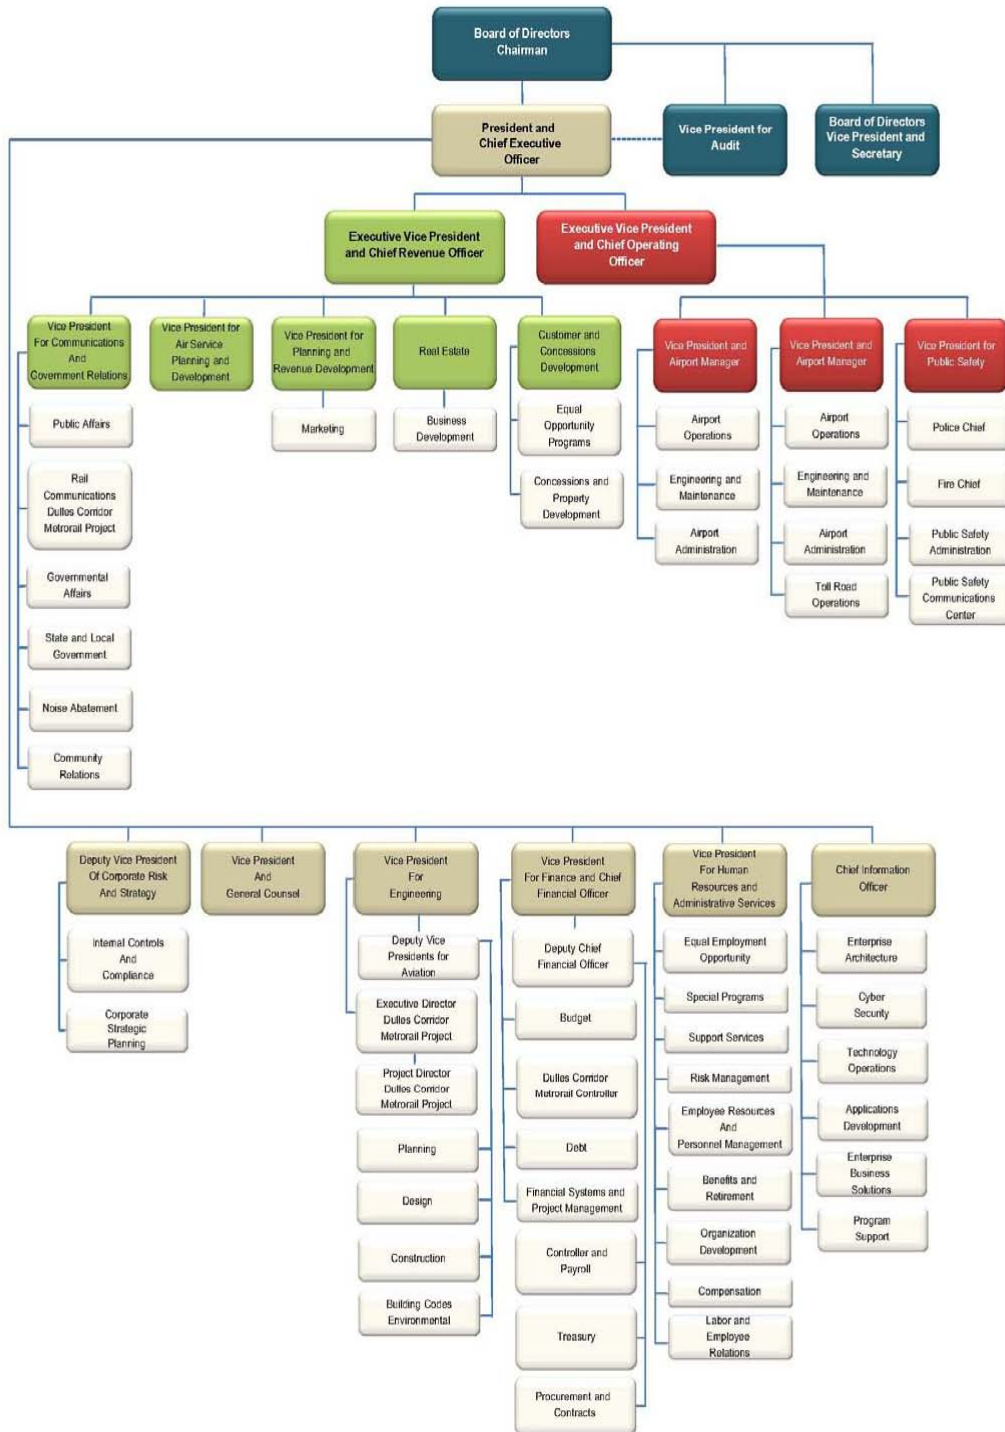 Board of Directors
Chairman
President and
Chief Executive
Officer
Vice President for
Audit
Board of Directors
Vice President and
Secretary
Executive Vice President
and Chief Revenue Officer
Executive Vice President
and Chief Operating
Officer
Vice President
For Communications
And
Government Relations
Vice President for
Air Service
Planning and
Development
Vice President for
Planning and
Revenue Development
Real Estate
Customer and
Concessions
Development
Vice President and
Airport Manager
Vice President and
Airport Manager
Vice President for
Public Safety
Public Affairs
Rail
Communications
Dulles Corridor
Metrorail Project
Governmental
Affairs
State and Local
Government
Noise Abatement
Community
Relations
Marketing
Business
Development
Equal
Opportunity
Programs
Concessions and
Property
Development
Airport
Operations
Engineering and
Maintenance
Airport
Administration
Airport
Operations
Engineering and
Maintenance
Airport
Administration
Toll Road
Operations
Police Chief
Fire Chief
Public Safety
Administration
Public Safety
Communications
Center
Deputy Vice President
Of Corporate Risk
And Strategy
Vice President
And
General Counsel
Vice President
For
Engineering
Vice President
For Finance and Chief
Financial Officer
Vice President
For Human
Resources and
Administrative Services
Chief Information
Officer
Internal Controls
And
Compliance
Corporate
Strategic
Planning
Deputy Vice
Presidents for
Aviation
Executive Director
Dulles Corridor
Metrorail Project
Project Director
Dulles Corridor
Metrorail Project
Planning
Design
Construction
Building Codes
Environmental
Deputy Chief
Financial Officer
Budget
Dulles Corridor
Metrorail Controller
Debt
Financial Systems and
Project Management
Controller and
Payroll
Treasury
Procurement and
Contracts
Equal Employment
Opportunity
Special Programs
Support Services
Risk Management
Employee Resources
And
Personnel Management
Benefits and
Retirement
Organization
Development
Compensation
Labor and
Employee
Relations
Enterprise
Architecture
Cyber
Security
Technology
Operations
Applications
Development
Enterprise
Business
Solutions
Program
Support